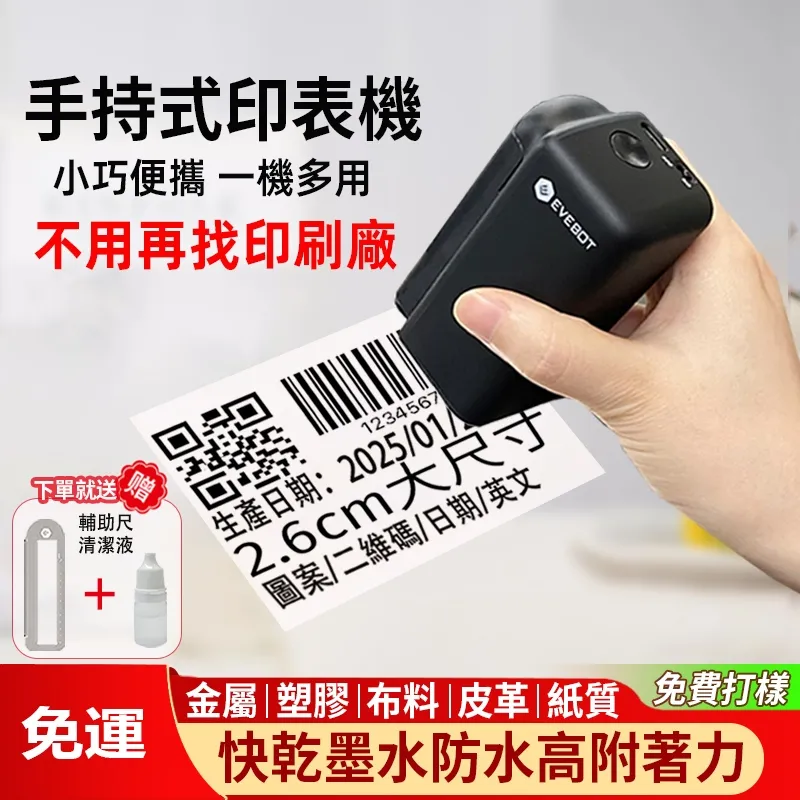 手持式印表機
小巧便攜 一機多用
不用再找印刷廠
EVEBOT
1234567
生產日期：2025/01/
2.6cm大尺寸
圖案/二維碼/日期/英文
下單就送 贈
輔助尺
清潔液
+
免運
金屬|塑膠|布料|皮革|紙質
免費打樣
快乾墨水防水高附著力